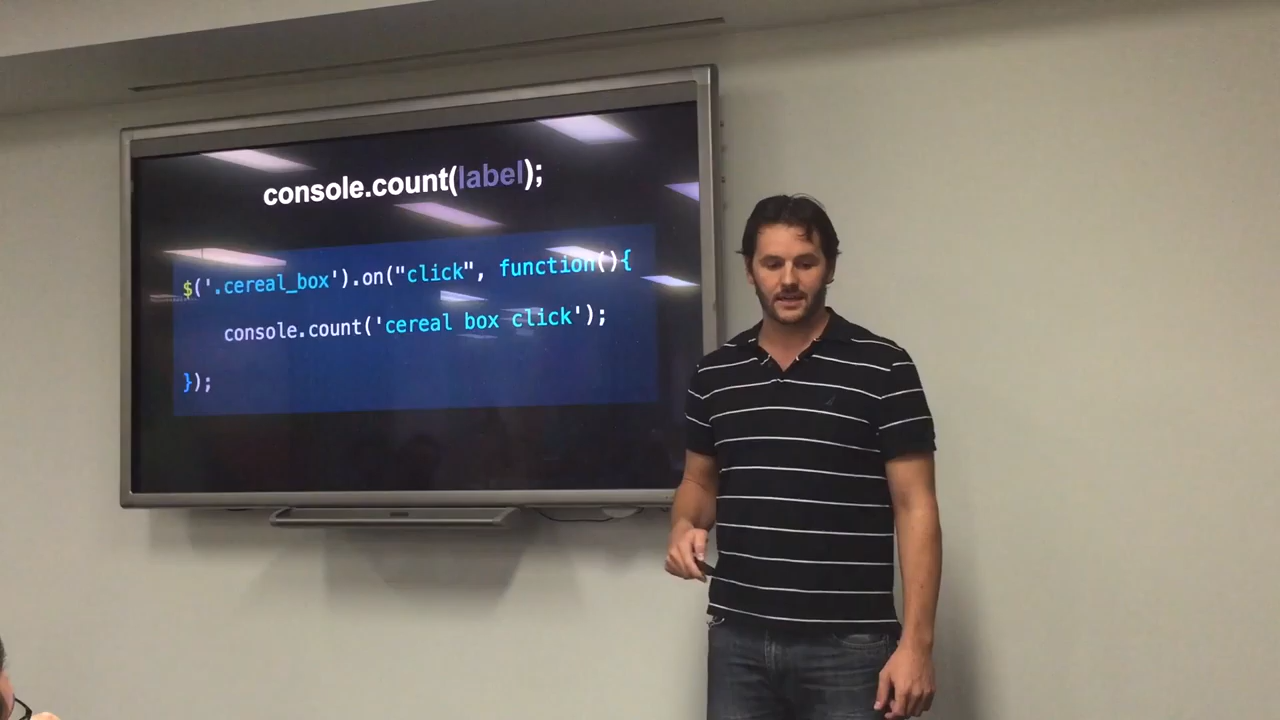 console.count(label);
$('.cereal_box').on("click", function(){
console.count('cereal box click');
});